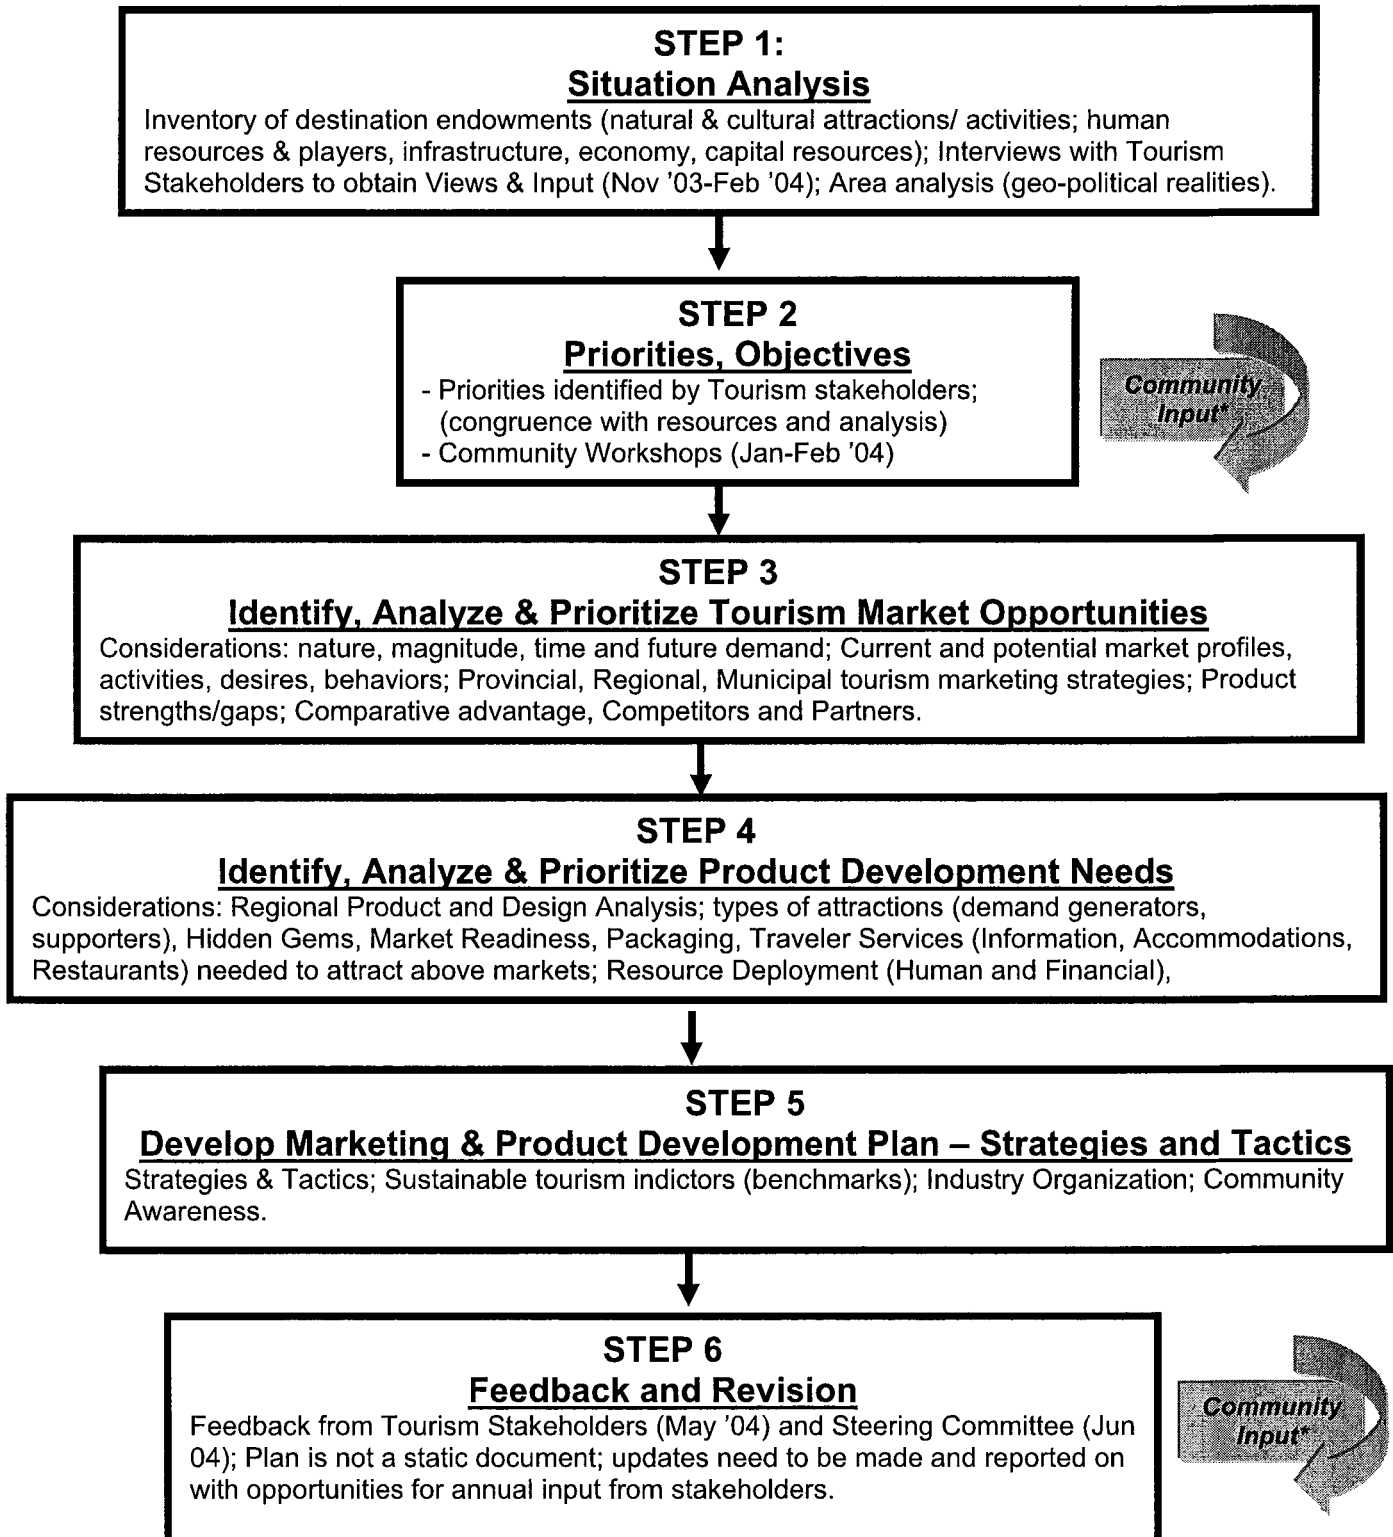 STEP 1:
Situation Analysis
Inventory of destination endowments (natural & cultural attractions/ activities; human
resources & players, infrastructure, economy, capital resources); Interviews with Tourism
Stakeholders to obtain Views & Input (Nov '03-Feb '04); Area analysis (geo-political realities).
STEP 2
Priorities, Objectives
- Priorities identified by Tourism stakeholders;
(congruence with resources and analysis)
- Community Workshops (Jan-Feb '04)
Community
Input*
STEP 3
Identify, Analyze & Prioritize Tourism Market Opportunities
Considerations: nature, magnitude, time and future demand; Current and potential market profiles,
activities, desires, behaviors; Provincial, Regional, Municipal tourism marketing strategies; Product
strengths/gaps; Comparative advantage, Competitors and Partners.
STEP 4
Identify, Analyze & Prioritize Product Development Needs
Considerations: Regional Product and Design Analysis; types of attractions (demand generators,
supporters), Hidden Gems, Market Readiness, Packaging, Traveler Services (Information, Accommodations,
Restaurants) needed to attract above markets; Resource Deployment (Human and Financial),
STEP 5
Develop Marketing & Product Development Plan – Strategies and Tactics
Strategies & Tactics; Sustainable tourism indictors (benchmarks); Industry Organization; Community
Awareness.
STEP 6
Feedback and Revision
Feedback from Tourism Stakeholders (May '04) and Steering Committee (Jun
04); Plan is not a static document; updates need to be made and reported on
with opportunities for annual input from stakeholders.
Community
Input*